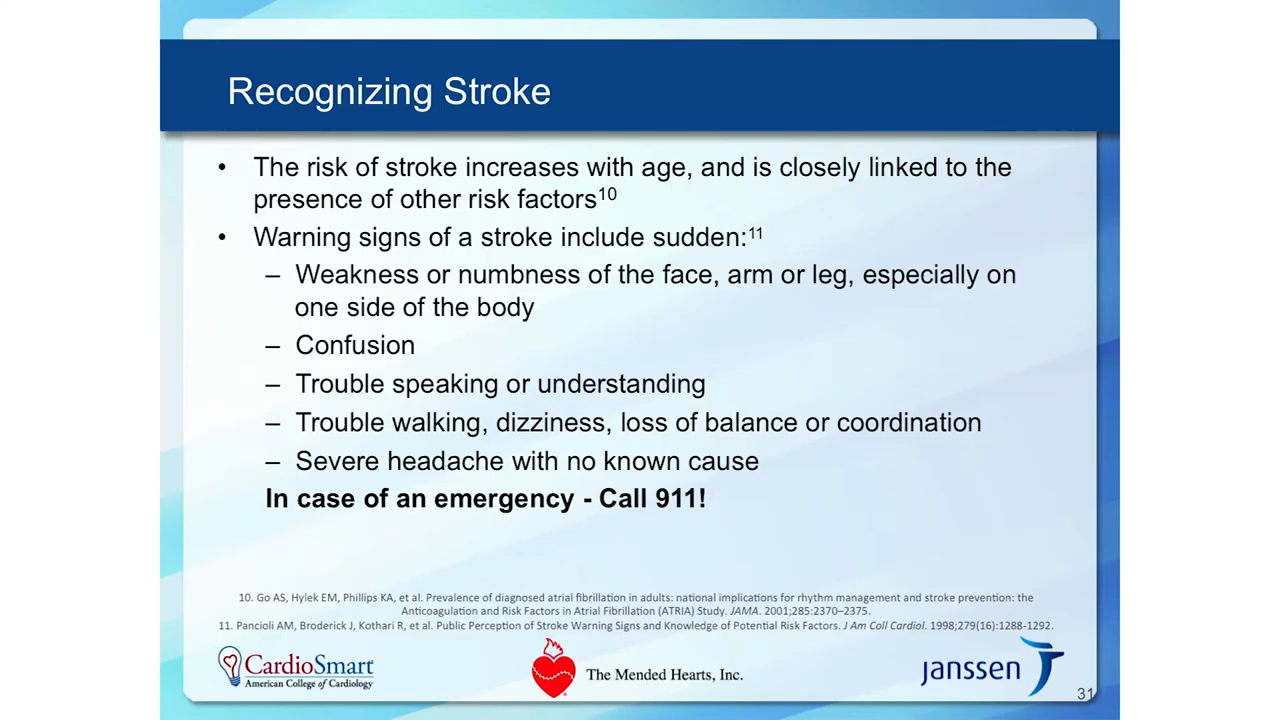 Recognizing Stroke
• The risk of stroke increases with age, and is closely linked to the
presence of other risk factors10
• Warning signs of a stroke include sudden:11
– Weakness or numbness of the face, arm or leg, especially on
one side of the body
– Confusion
– Trouble speaking or understanding
– Trouble walking, dizziness, loss of balance or coordination
– Severe headache with no known cause
In case of an emergency - Call 911!
10. Go AS, Hylek EM, Phillips KA, et al. Prevalence of diagnosed atrial fibrillation in adults: national implications for rhythm management and stroke prevention: the
Anticoagulation and Risk Factors in Atrial Fibrillation (ATRIA) Study. JAMA. 2001;285:2370–2375.
11. Pancioli AM, Broderick J, Kothari R, et al. Public Perception of Stroke Warning Signs and Knowledge of Potential Risk Factors. J Am Coll Cardiol. 1998;279(16):1288-1292.
CardioSmart
American College of Cardiology
The Mended Hearts, Inc.
janssen
31